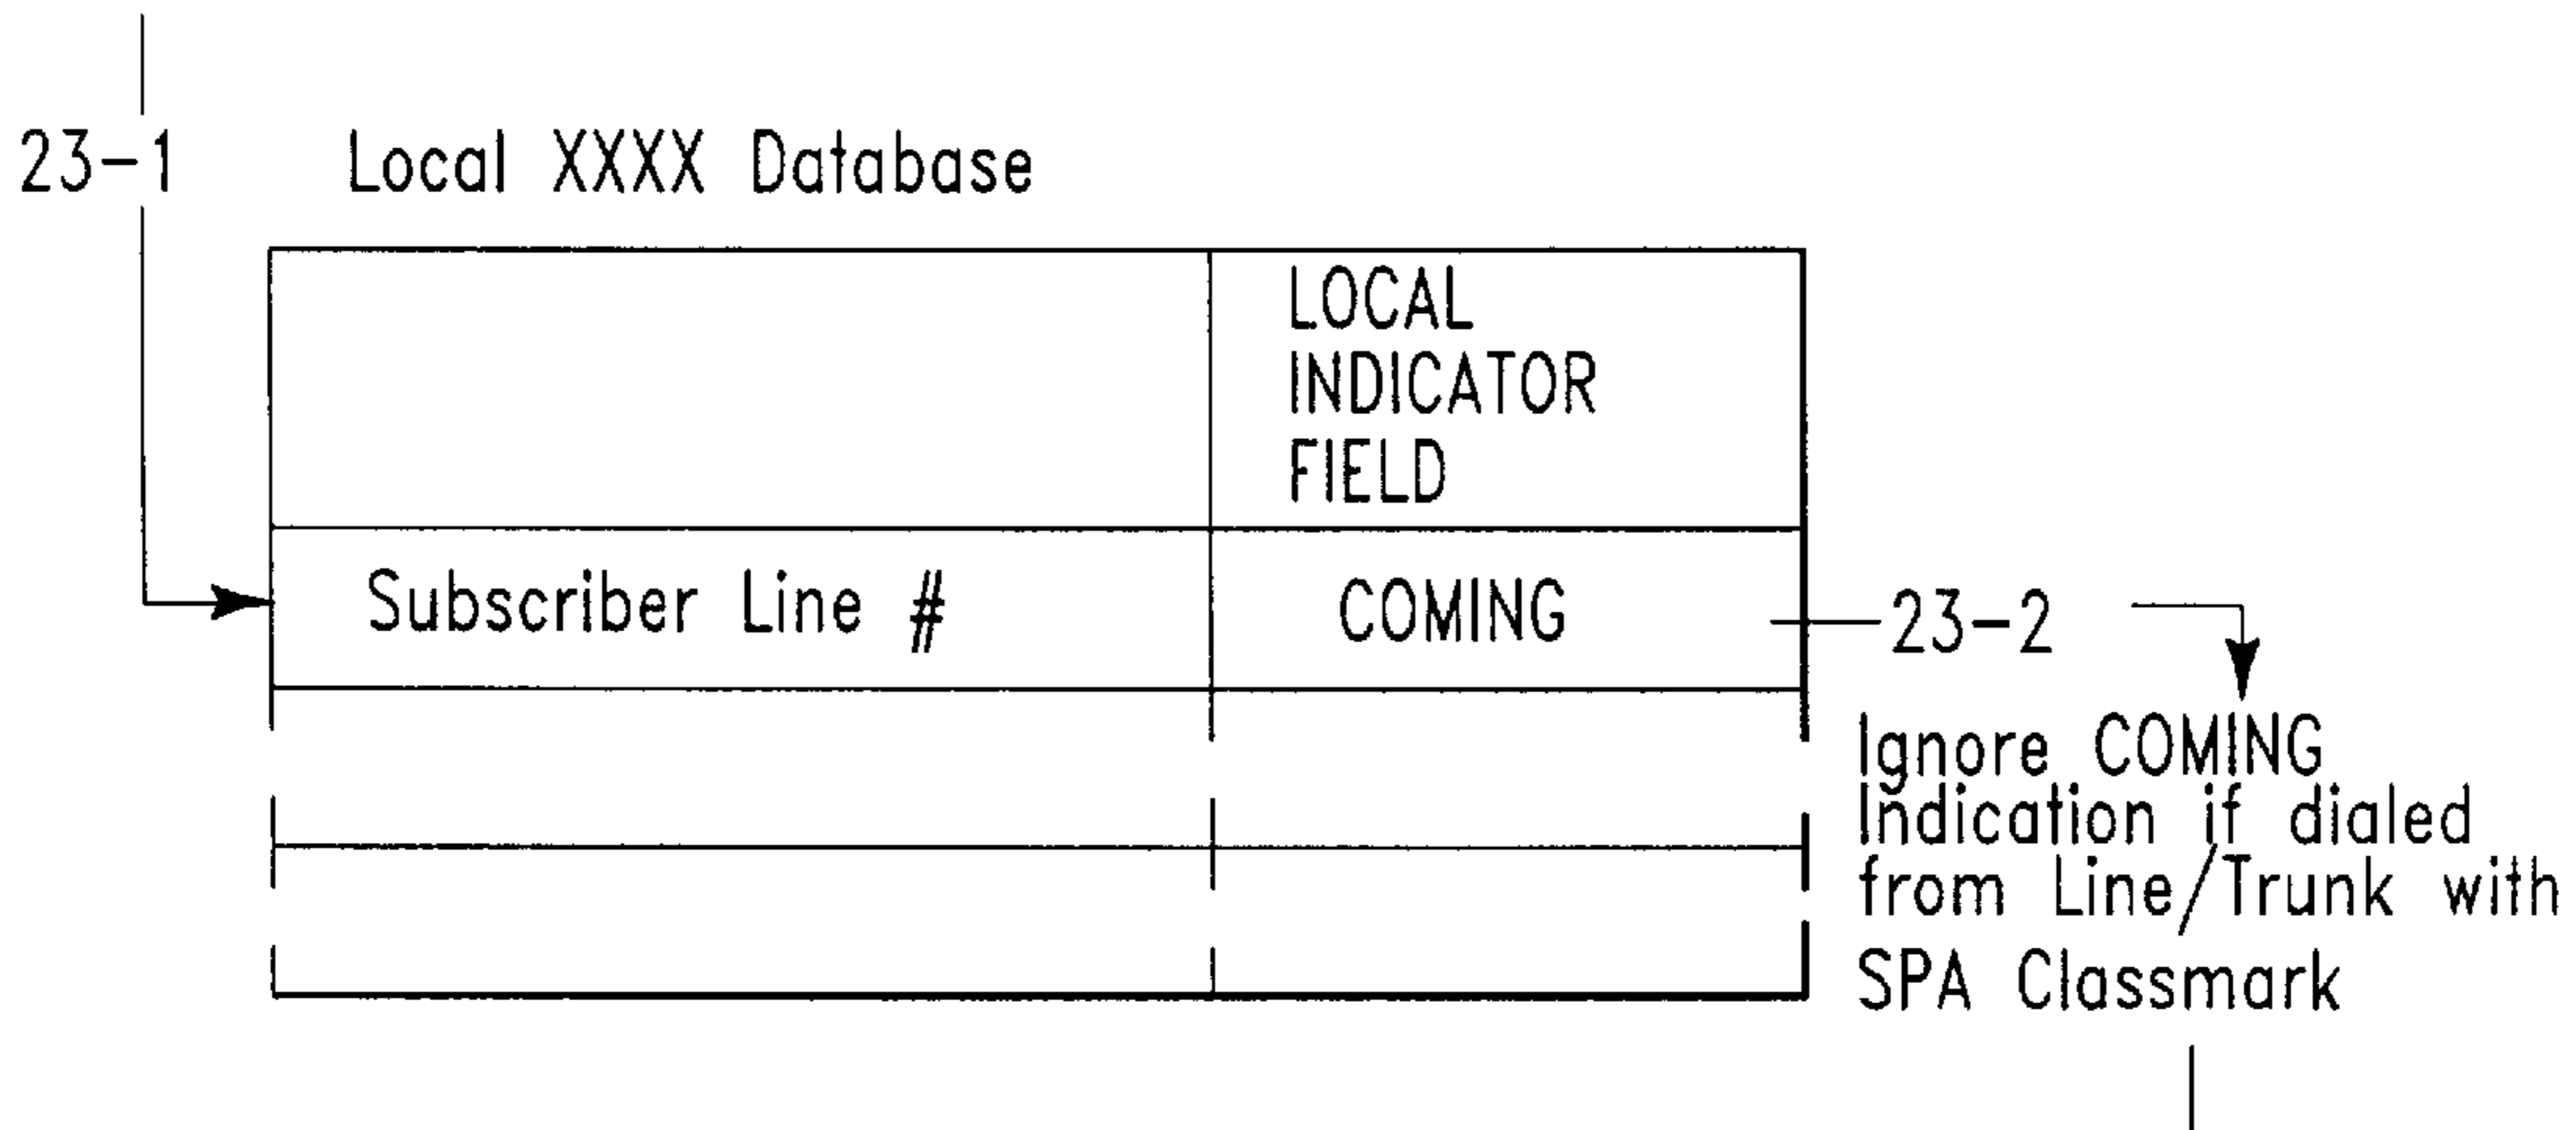 23-1
Local XXXX Database
LOCAL
INDICATOR
FIELD
Subscriber Line #
COMING
23-2
Ignore COMING
Indication if dialed
from Line/Trunk with
SPA Classmark